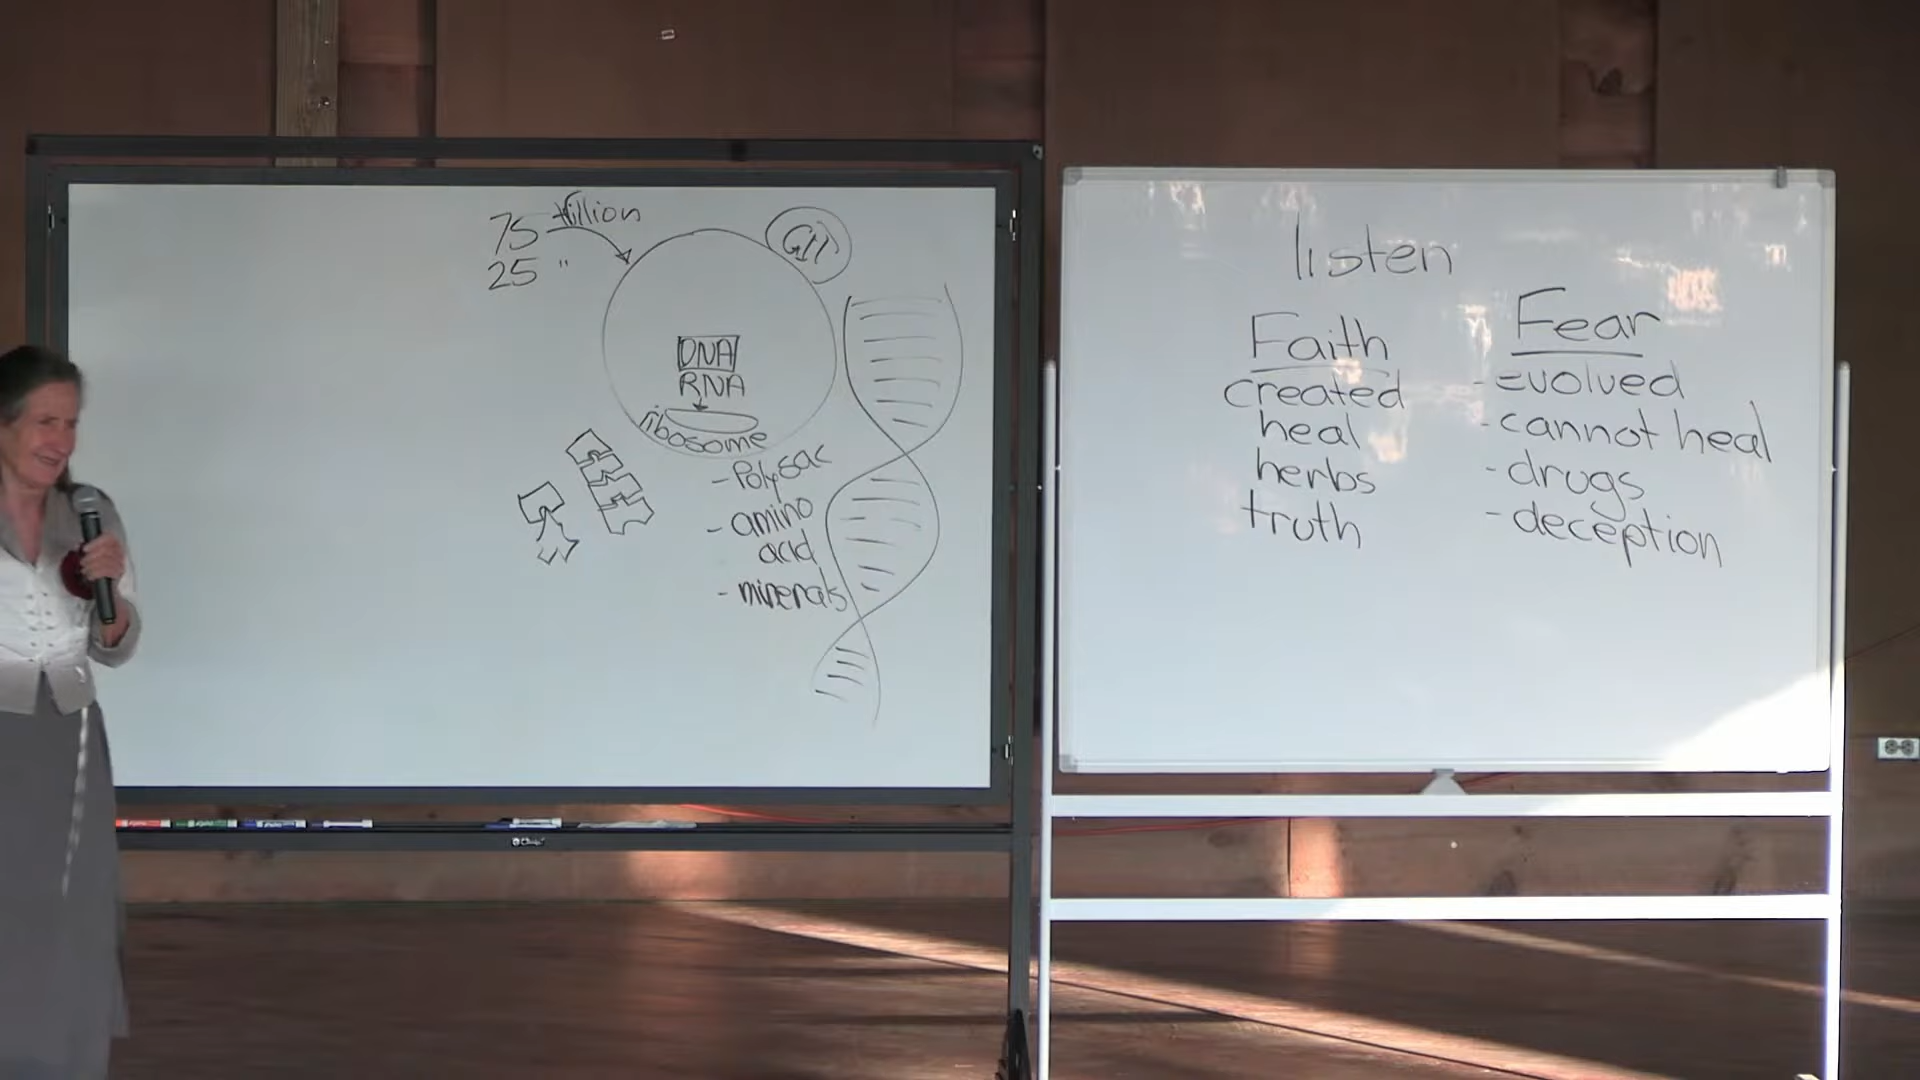 75 trillion
25 "
GIT
DNA
RNA
ribosome
- Polysac
- amino
acid
- minerals
listen
Faith
created
heal
herbs
truth
Fear
- evolved
- cannot heal
- drugs
- deception